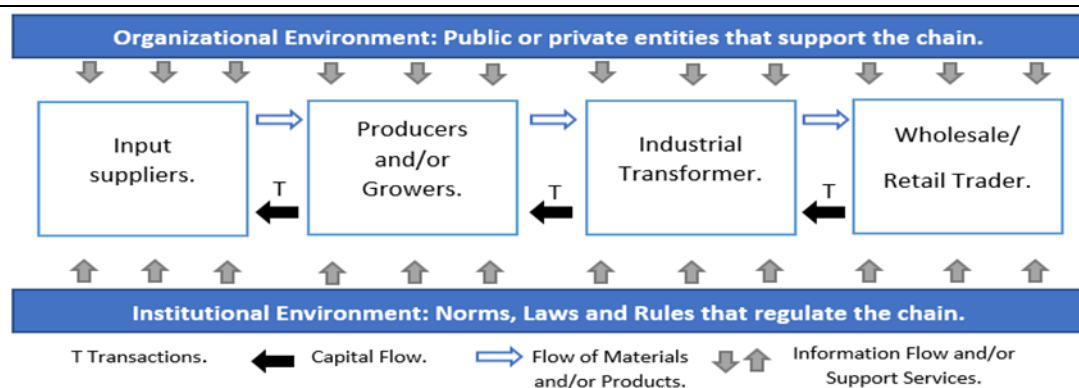 Organizational Environment: Public or private entities that support the chain.
Input
suppliers.
Producers
and/or
Growers.
Industrial
Transformer.
Wholesale/
Retail Trader.
T
T
T
Institutional Environment: Norms, Laws and Rules that regulate the chain.
T Transactions.
Capital Flow.
Flow of Materials
and/or Products.
Information Flow and/or
Support Services.